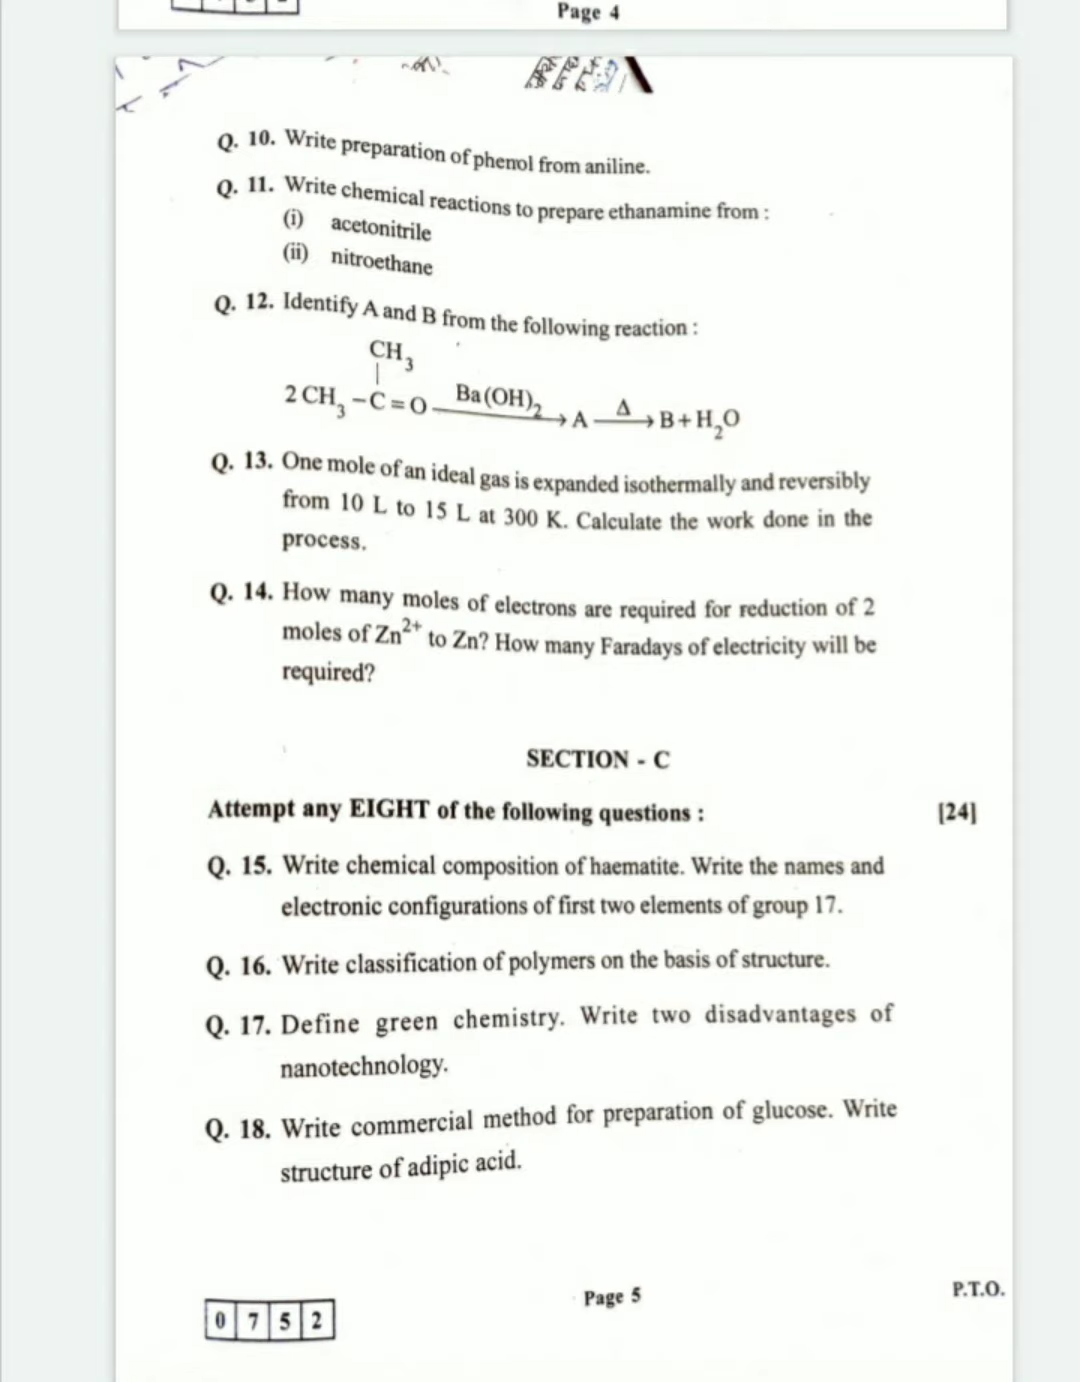 Page 4
Q. 10. Write preparation of phenol from aniline.
Q. 11. Write chemical reactions to prepare ethanamine from :
(i) acetonitrile
(ii) nitroethane
Q. 12. Identify A and B from the following reaction :
CH₃
|
2 CH₃ – C = O —Ba(OH)₂→ A —Δ→ B + H₂O
Q. 13. One mole of an ideal gas is expanded isothermally and reversibly
from 10 L to 15 L at 300 K. Calculate the work done in the
process.
Q. 14. How many moles of electrons are required for reduction of 2
moles of Zn²⁺ to Zn? How many Faradays of electricity will be
required?
SECTION - C
Attempt any EIGHT of the following questions : [24]
Q. 15. Write chemical composition of haematite. Write the names and
electronic configurations of first two elements of group 17.
Q. 16. Write classification of polymers on the basis of structure.
Q. 17. Define green chemistry. Write two disadvantages of
nanotechnology.
Q. 18. Write commercial method for preparation of glucose. Write
structure of adipic acid.
0 7 5 2 Page 5 P.T.O.